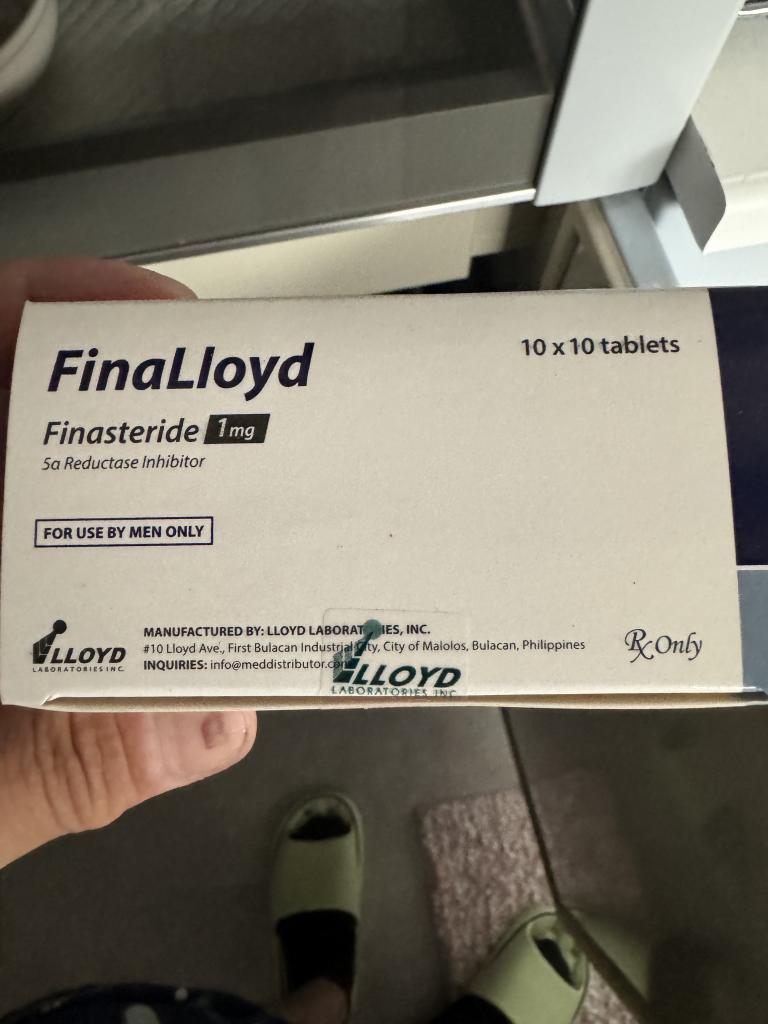 FinaLloyd
10 x 10 tablets
Finasteride 1mg
5α Reductase Inhibitor
FOR USE BY MEN ONLY
LLOYD
LABORATORIES INC.
MANUFACTURED BY: LLOYD LABORATORIES, INC.
#10 Lloyd Ave., First Bulacan Industrial City, City of Malolos, Bulacan, Philippines
INQUIRIES: info@meddistributor.com
LLOYD
LABORATORIES INC.
Rx Only